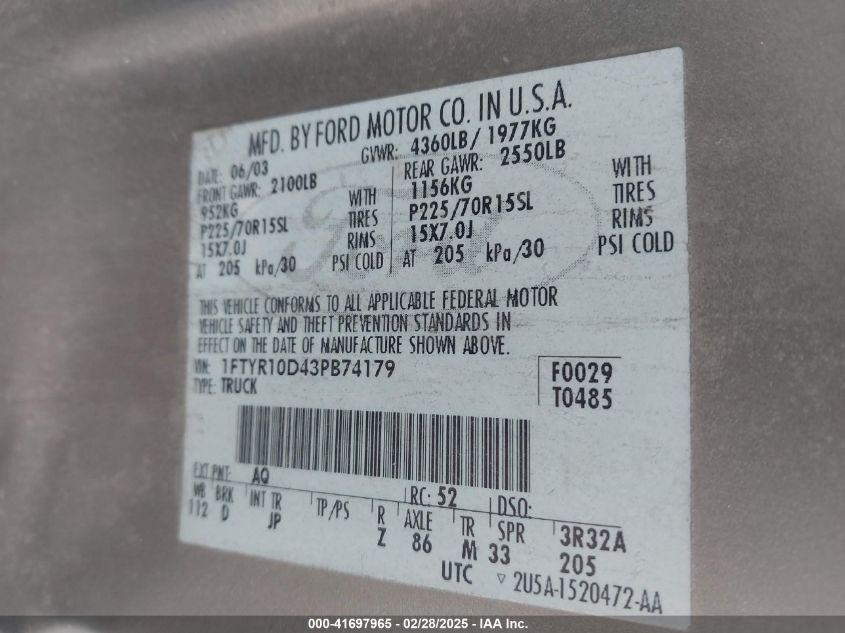 MFD. BY FORD MOTOR CO. IN U.S.A.
DATE: 06/03 GVWR: 4360LB/ 1977KG
FRONT GAWR: 2100LB REAR GAWR: 2550LB
952KG WITH 1156KG WITH
P225/70R15SL TIRES P225/70R15SL TIRES
15X7.0J RIMS 15X7.0J RIMS
AT 205 kPa/30 PSI COLD AT 205 kPa/30 PSI COLD
Ford
THIS VEHICLE CONFORMS TO ALL APPLICABLE FEDERAL MOTOR
VEHICLE SAFETY AND THEFT PREVENTION STANDARDS IN
EFFECT ON THE DATE OF MANUFACTURE SHOWN ABOVE.
VIN: 1FTYR10D43PB74179 F0029
TYPE: TRUCK T0485
EXT PNT: AQ RC: 52 DSO:
WB BRK INT TR TP/PS R AXLE TR SPR 3R32A
112 D JP Z 86 M 33 205
UTC ▽ 2U5A-1520472-AA
000-41697965 - 02/28/2025 - IAA Inc.